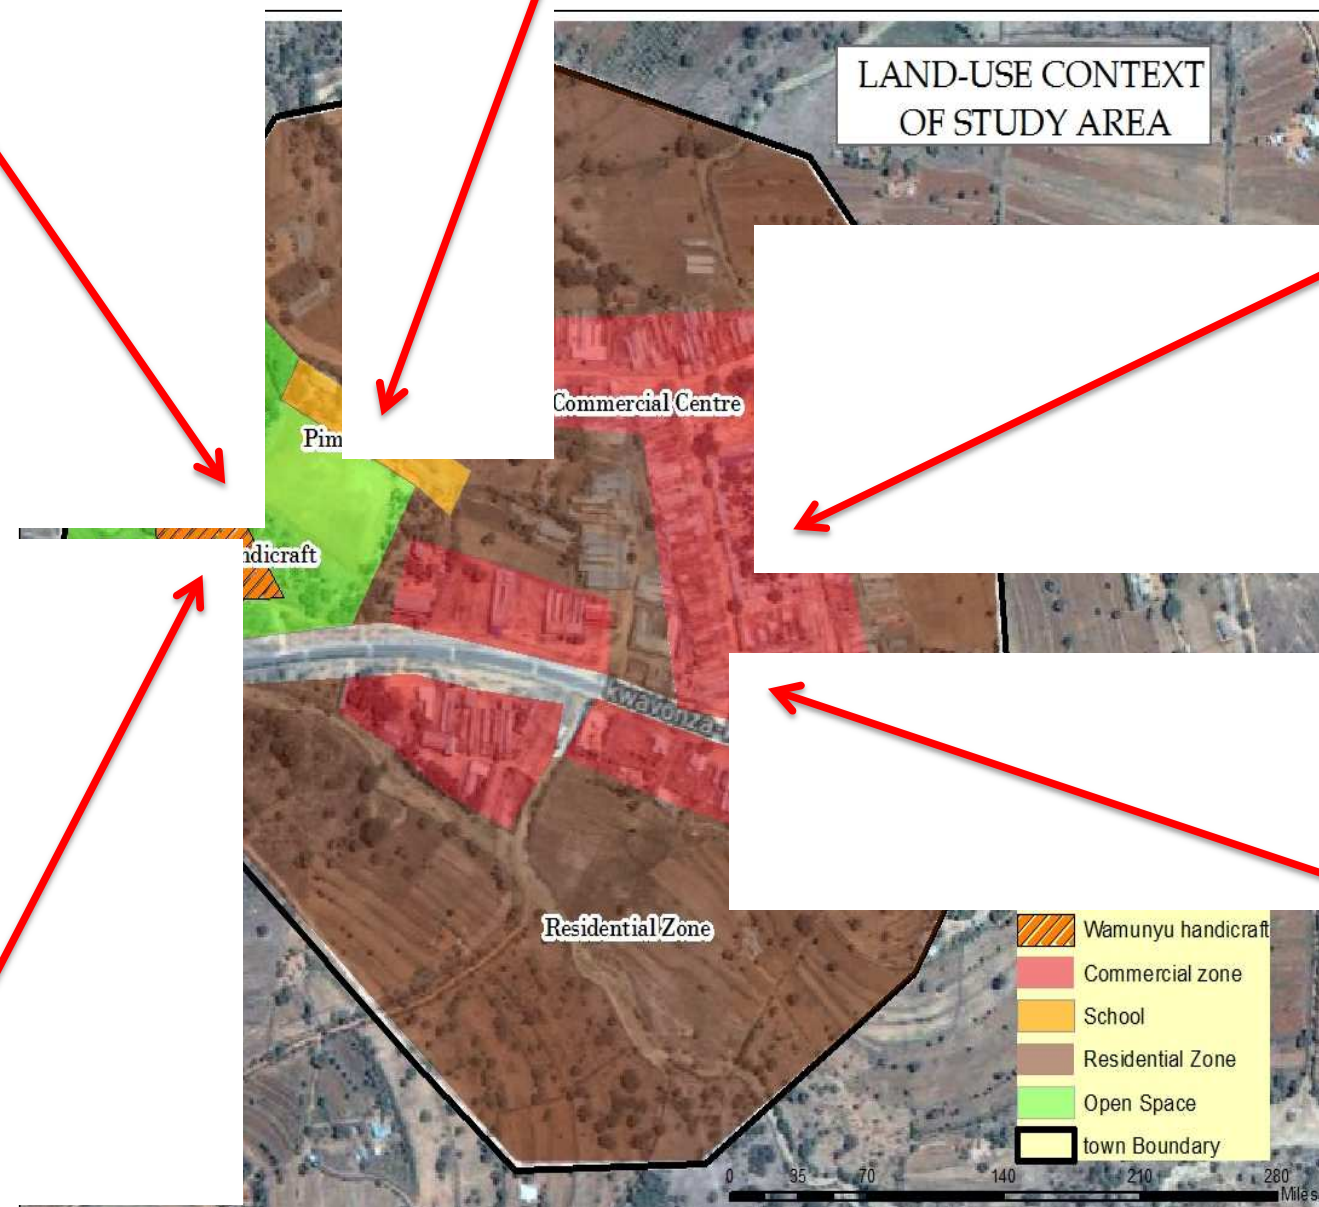 LAND-USE CONTEXT
OF STUDY AREA
Commercial Centre
Pim
ndicraft
kwavonza-
Residential Zone
Wamunyu handicraft
Commercial zone
School
Residential Zone
Open Space
town Boundary
0 35 70 140 210 280
Miles